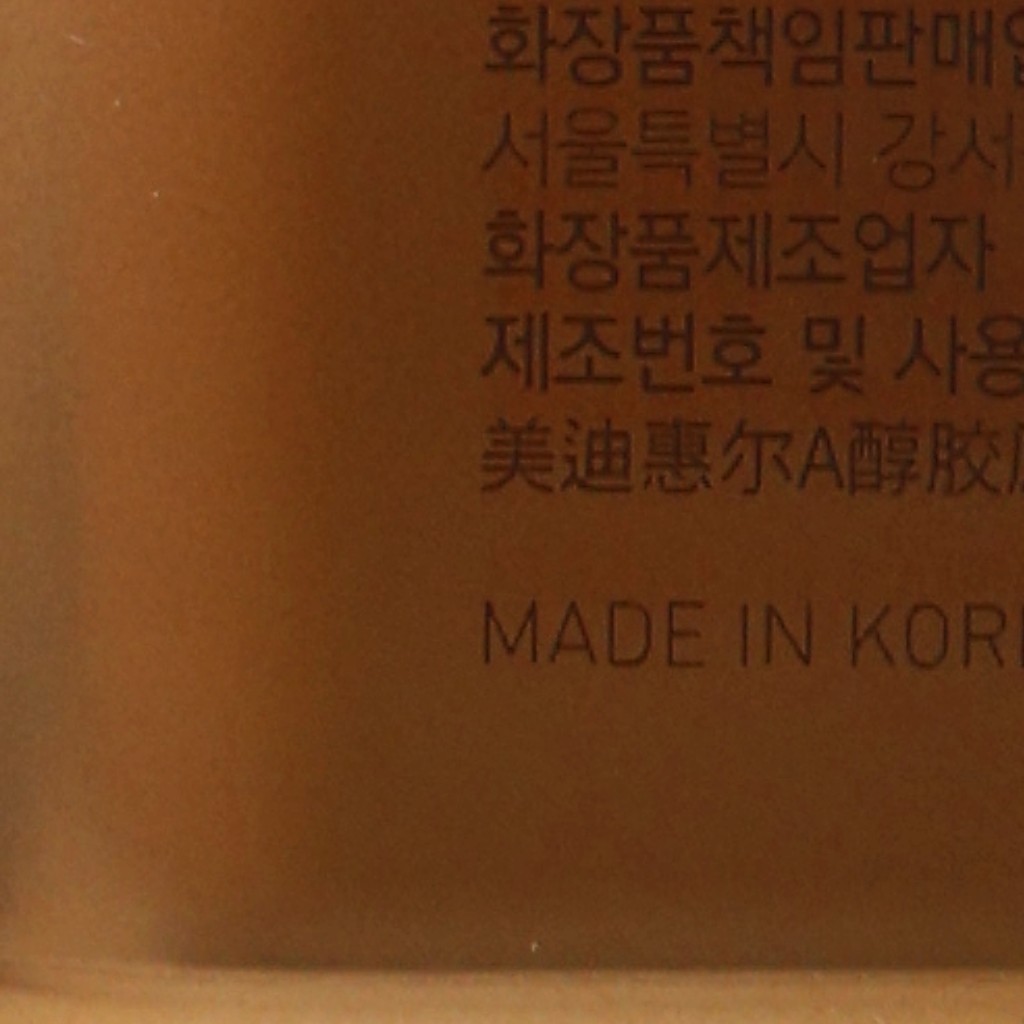 화장품책임판매업
서울특별시 강서
화장품제조업자
제조번호 및 사용
美迪惠尔A醇胶原
MADE IN KOREA